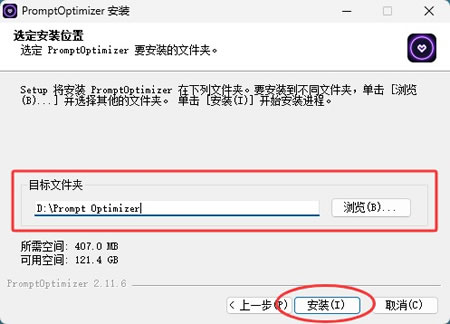 PromptOptimizer 安装
选定安装位置
选定 PromptOptimizer 要安装的文件夹。
Setup 将安装 PromptOptimizer 在下列文件夹。要安装到不同文件夹，单击 [浏览
(B)...] 并选择其他的文件夹。 单击 [安装(I)] 开始安装进程。
目标文件夹
D:\Prompt Optimizer
浏览(B)...
所需空间: 407.0 MB
可用空间: 121.4 GB
PromptOptimizer 2.11.6
< 上一步(P)
安装(I)
取消(C)